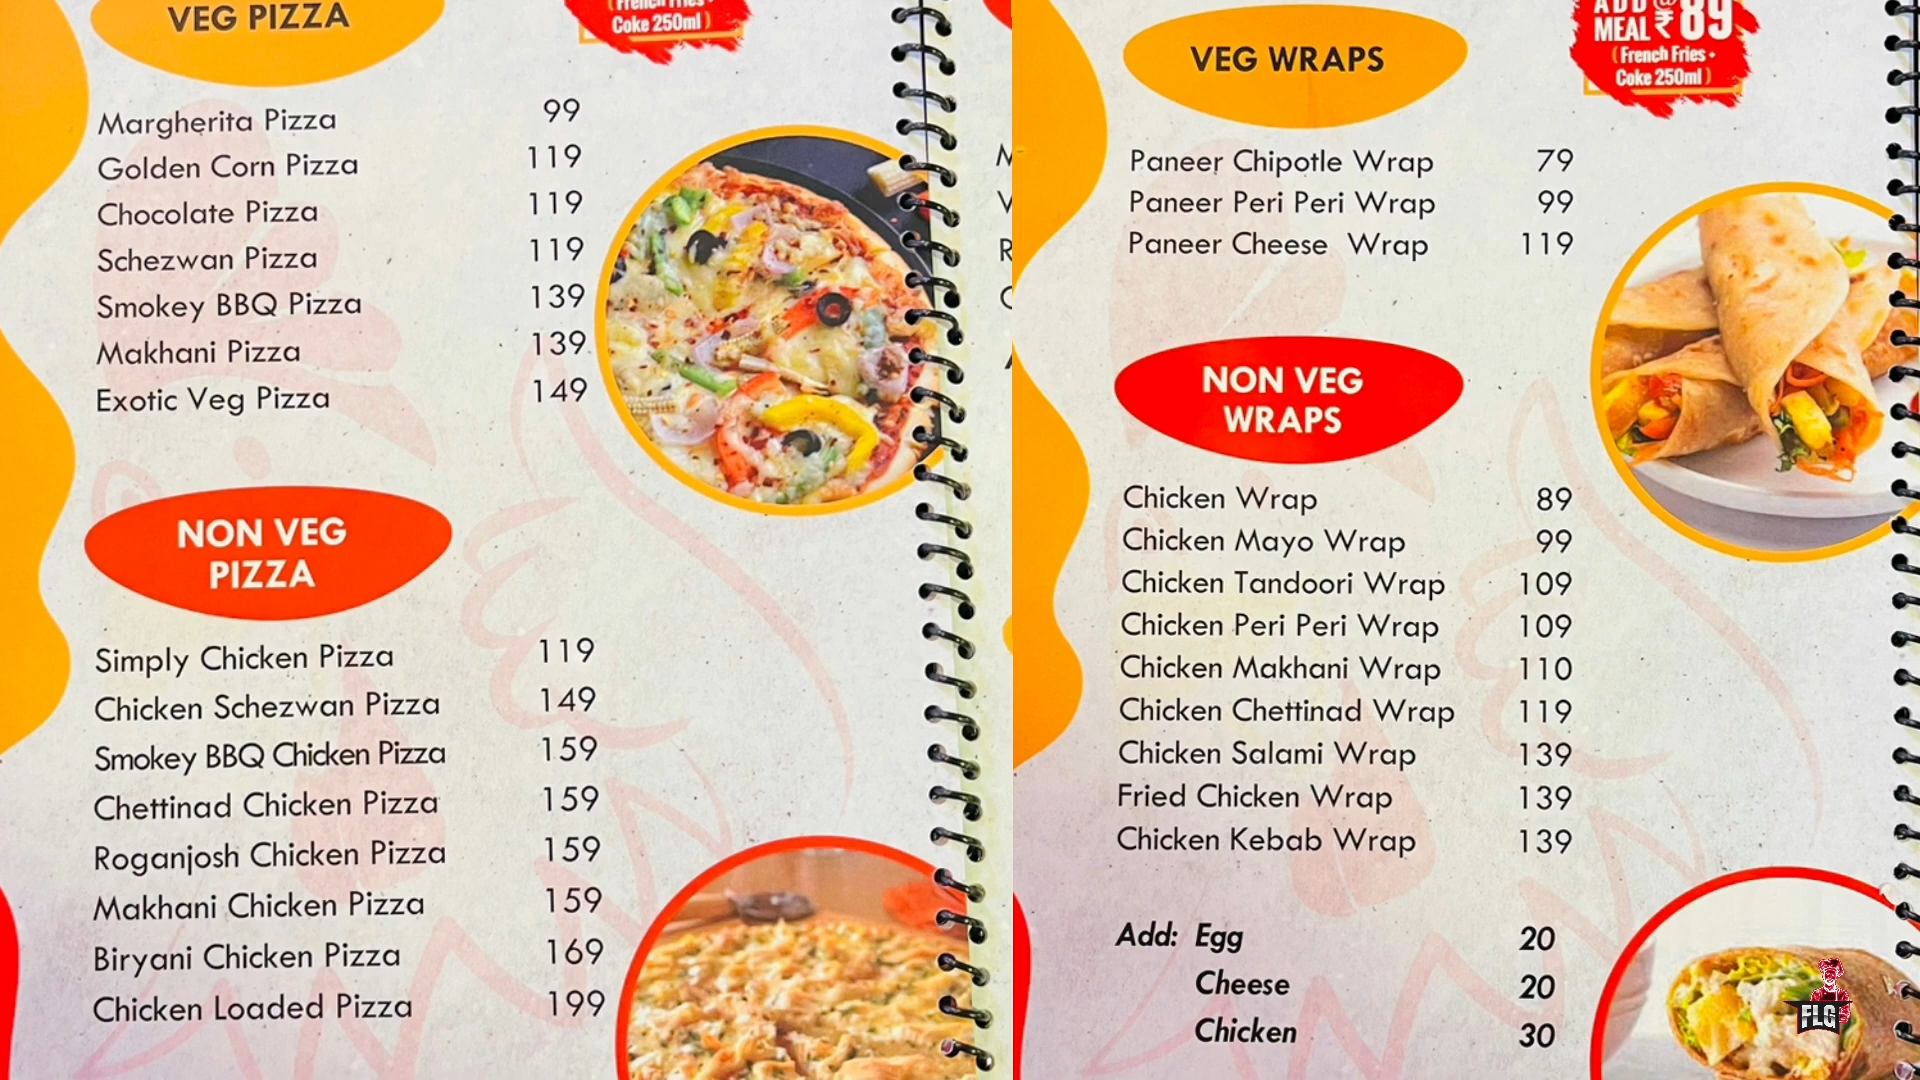 VEG PIZZA
(French Fries +
Coke 250ml)
Margherita Pizza 99
Golden Corn Pizza 119
Chocolate Pizza 119
Schezwan Pizza 119
Smokey BBQ Pizza 139
Makhani Pizza 139
Exotic Veg Pizza 149
NON VEG
PIZZA
Simply Chicken Pizza 119
Chicken Schezwan Pizza 149
Smokey BBQ Chicken Pizza 159
Chettinad Chicken Pizza 159
Roganjosh Chicken Pizza 159
Makhani Chicken Pizza 159
Biryani Chicken Pizza 169
Chicken Loaded Pizza 199
VEG WRAPS
ADD @
MEAL ₹89
(French Fries +
Coke 250ml)
Paneer Chipotle Wrap 79
Paneer Peri Peri Wrap 99
Paneer Cheese Wrap 119
NON VEG
WRAPS
Chicken Wrap 89
Chicken Mayo Wrap 99
Chicken Tandoori Wrap 109
Chicken Peri Peri Wrap 109
Chicken Makhani Wrap 110
Chicken Chettinad Wrap 119
Chicken Salami Wrap 139
Fried Chicken Wrap 139
Chicken Kebab Wrap 139
Add: Egg 20
Cheese 20
Chicken 30
FLG